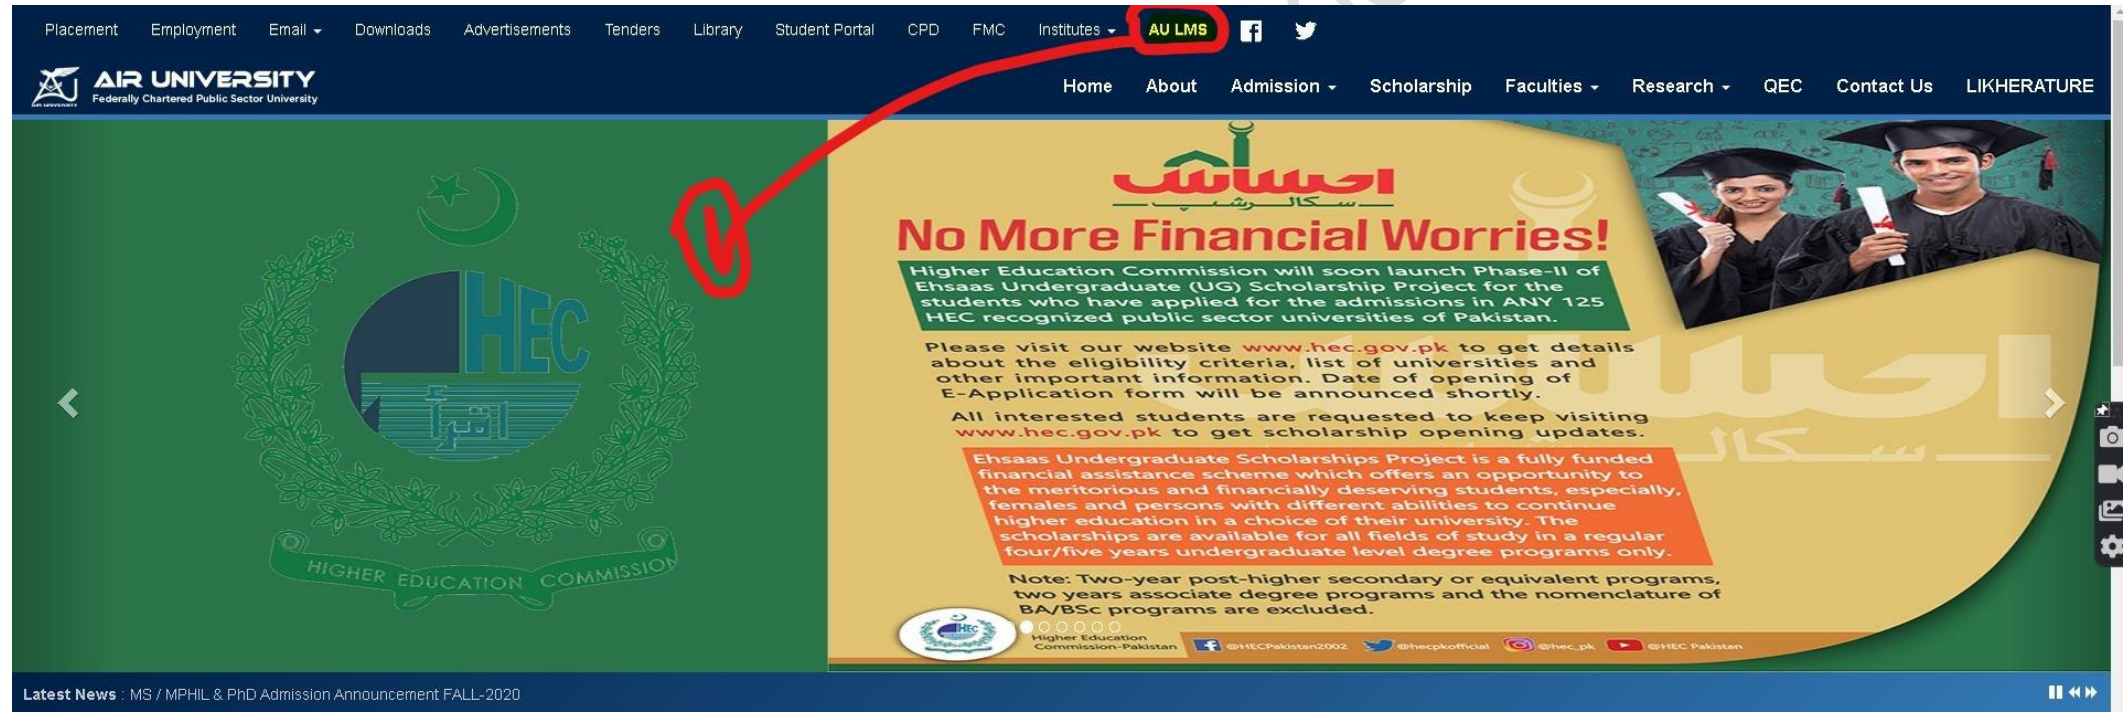 Placement Employment Email Downloads Advertisements Tenders Library Student Portal CPD FMC Institutes AU LMS
AIR UNIVERSITY
Federally Chartered Public Sector University
AIR UNIVERSITY
Home About Admission Scholarship Faculties Research QEC Contact Us LIKHERATURE
HEC
اقرأ
HIGHER EDUCATION COMMISSION
احساس
سکالرشپ
No More Financial Worries!
Higher Education Commission will soon launch Phase-II of
Ehsaas Undergraduate (UG) Scholarship Project for the
students who have applied for the admissions in ANY 125
HEC recognized public sector universities of Pakistan.
Please visit our website www.hec.gov.pk to get details
about the eligibility criteria, list of universities and
other important information. Date of opening of
E-Application form will be announced shortly.
All interested students are requested to keep visiting
www.hec.gov.pk to get scholarship opening updates.
Ehsaas Undergraduate Scholarships Project is a fully funded
financial assistance scheme which offers an opportunity to
the meritorious and financially deserving students, especially,
females and persons with different abilities to continue
higher education in a choice of their university. The
scholarships are available for all fields of study in a regular
four/five years undergraduate level degree programs only.
Note: Two-year post-higher secondary or equivalent programs,
two years associate degree programs and the nomenclature of
BA/BSc programs are excluded.
HEC
Higher Education
Commission-Pakistan @HECPakistan2002 @hecpkofficial @hec_pk @HEC Pakistan
احساس
سکالرشپ
Latest News : MS / MPHIL & PhD Admission Announcement FALL-2020